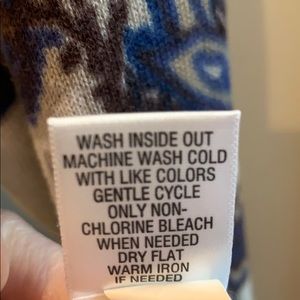 WASH INSIDE OUT
MACHINE WASH COLD
WITH LIKE COLORS
GENTLE CYCLE
ONLY NON-
CHLORINE BLEACH
WHEN NEEDED
DRY FLAT
WARM IRON
IF NEEDED